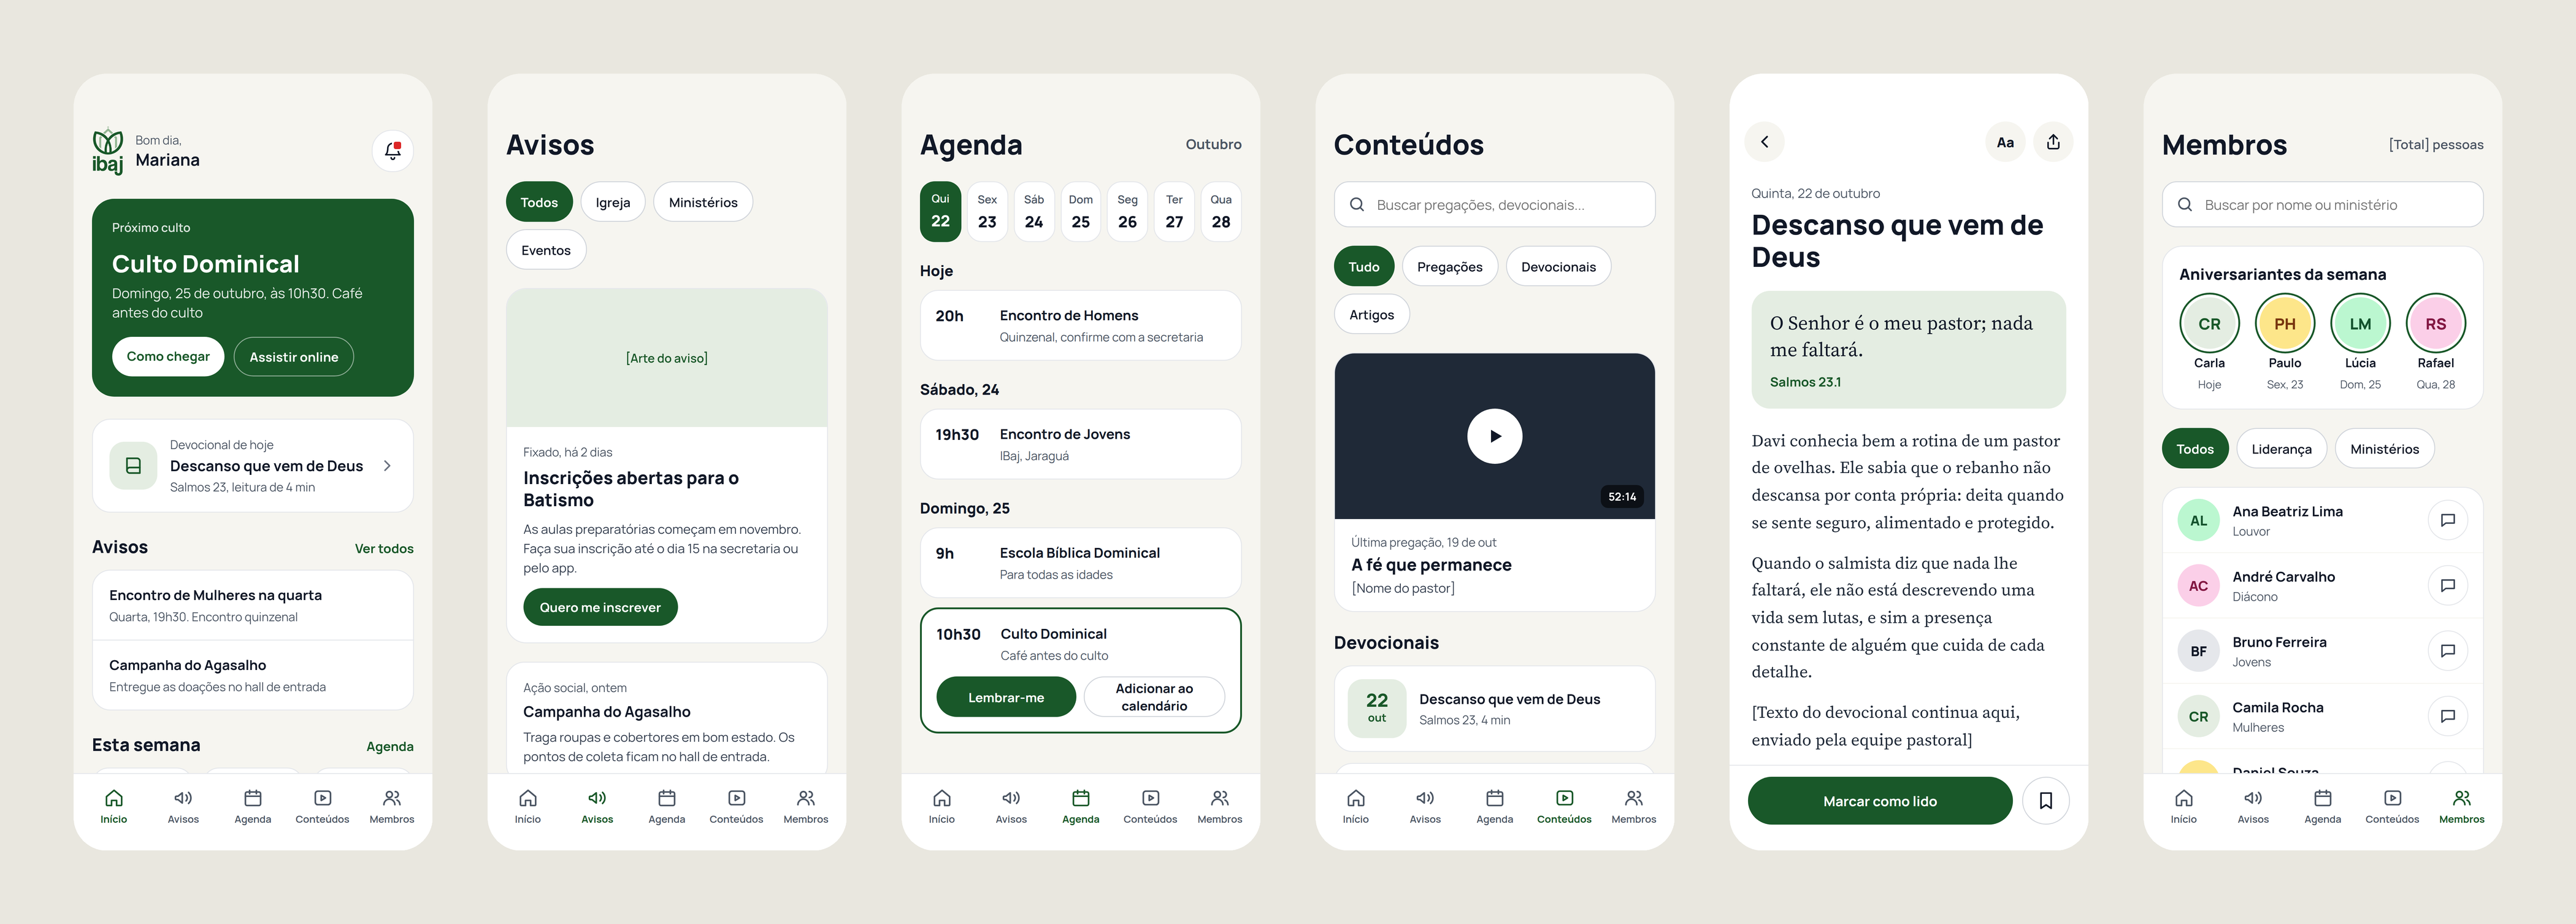 ibaj
Bom dia,
Mariana
Próximo culto
Culto Dominical
Domingo, 25 de outubro, às 10h30. Café
antes do culto
Como chegar
Assistir online
Devocional de hoje
Descanso que vem de Deus
Salmos 23, leitura de 4 min
Avisos
Ver todos
Encontro de Mulheres na quarta
Quarta, 19h30. Encontro quinzenal
Campanha do Agasalho
Entregue as doações no hall de entrada
Esta semana
Agenda
Início
Avisos
Agenda
Conteúdos
Membros
Avisos
Todos
Igreja
Ministérios
Eventos
[Arte do aviso]
Fixado, há 2 dias
Inscrições abertas para o
Batismo
As aulas preparatórias começam em novembro.
Faça sua inscrição até o dia 15 na secretaria ou
pelo app.
Quero me inscrever
Ação social, ontem
Campanha do Agasalho
Traga roupas e cobertores em bom estado. Os
pontos de coleta ficam no hall de entrada.
Início
Avisos
Agenda
Conteúdos
Membros
Agenda
Outubro
Qui
22
Sex
23
Sáb
24
Dom
25
Seg
26
Ter
27
Qua
28
Hoje
20h
Encontro de Homens
Quinzenal, confirme com a secretaria
Sábado, 24
19h30
Encontro de Jovens
IBaj, Jaraguá
Domingo, 25
9h
Escola Bíblica Dominical
Para todas as idades
10h30
Culto Dominical
Café antes do culto
Lembrar-me
Adicionar ao
calendário
Início
Avisos
Agenda
Conteúdos
Membros
Conteúdos
Buscar pregações, devocionais...
Tudo
Pregações
Devocionais
Artigos
52:14
Última pregação, 19 de out
A fé que permanece
[Nome do pastor]
Devocionais
22
out
Descanso que vem de Deus
Salmos 23, 4 min
Início
Avisos
Agenda
Conteúdos
Membros
Aa
Quinta, 22 de outubro
Descanso que vem de
Deus
O Senhor é o meu pastor; nada
me faltará.
Salmos 23.1
Davi conhecia bem a rotina de um pastor
de ovelhas. Ele sabia que o rebanho não
descansa por conta própria: deita quando
se sente seguro, alimentado e protegido.
Quando o salmista diz que nada lhe
faltará, ele não está descrevendo uma
vida sem lutas, e sim a presença
constante de alguém que cuida de cada
detalhe.
[Texto do devocional continua aqui,
enviado pela equipe pastoral]
Marcar como lido
Membros
[Total] pessoas
Buscar por nome ou ministério
Aniversariantes da semana
CR
Carla
Hoje
PH
Paulo
Sex, 23
LM
Lúcia
Dom, 25
RS
Rafael
Qua, 28
Todos
Liderança
Ministérios
AL
Ana Beatriz Lima
Louvor
AC
André Carvalho
Diácono
BF
Bruno Ferreira
Jovens
CR
Camila Rocha
Mulheres
Daniel Souza
Início
Avisos
Agenda
Conteúdos
Membros